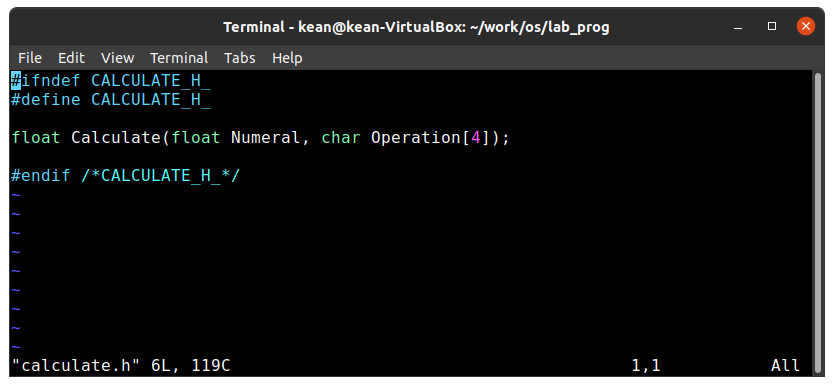 Terminal - kean@kean-VirtualBox: ~/work/os/lab_prog
File Edit View Terminal Tabs Help
#ifndef CALCULATE_H_
#define CALCULATE_H_
float Calculate(float Numeral, char Operation[4]);
#endif /*CALCULATE_H_*/
~
~
~
~
~
~
~
~
~
"calculate.h" 6L, 119C 1,1 All